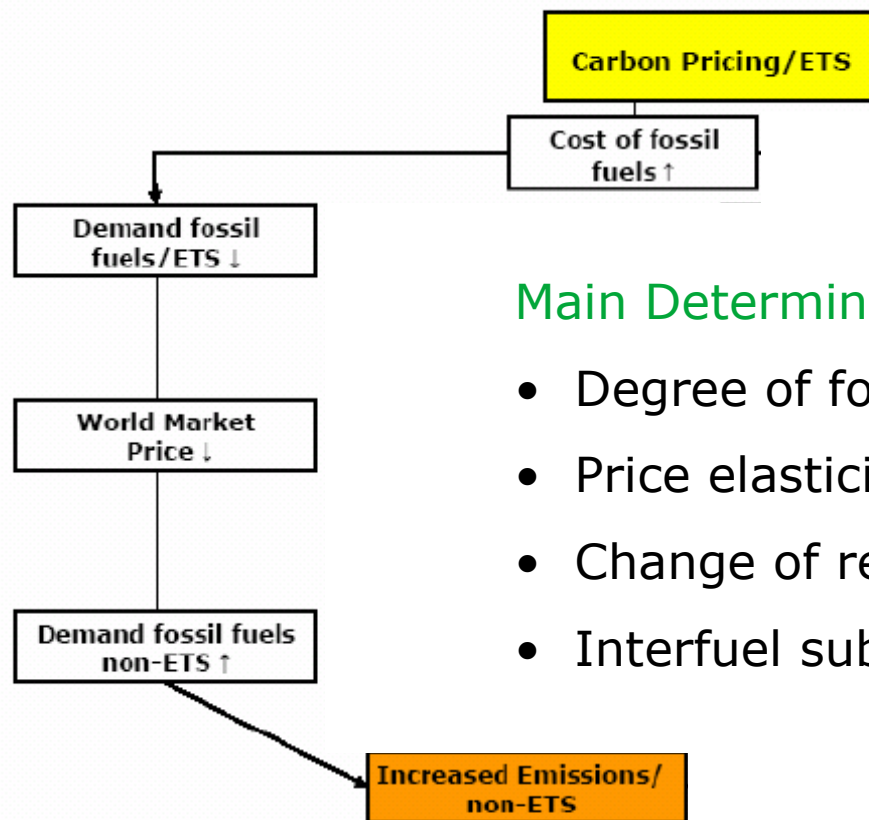 Carbon Pricing/ETS
Cost of fossil
fuels ↑
Demand fossil
fuels/ETS ↓
World Market
Price ↓
Demand fossil fuels
non-ETS ↑
Increased Emissions/
non-ETS
Main Determin
• Degree of fo
• Price elastici
• Change of re
• Interfuel sub